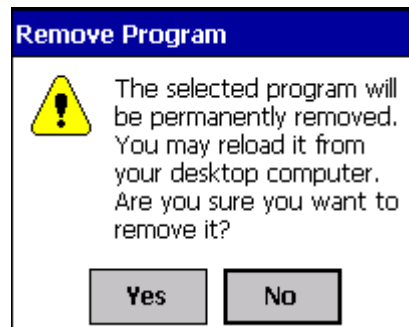 Remove Program
The selected program will
be permanently removed.
You may reload it from
your desktop computer.
Are you sure you want to
remove it?
Yes No